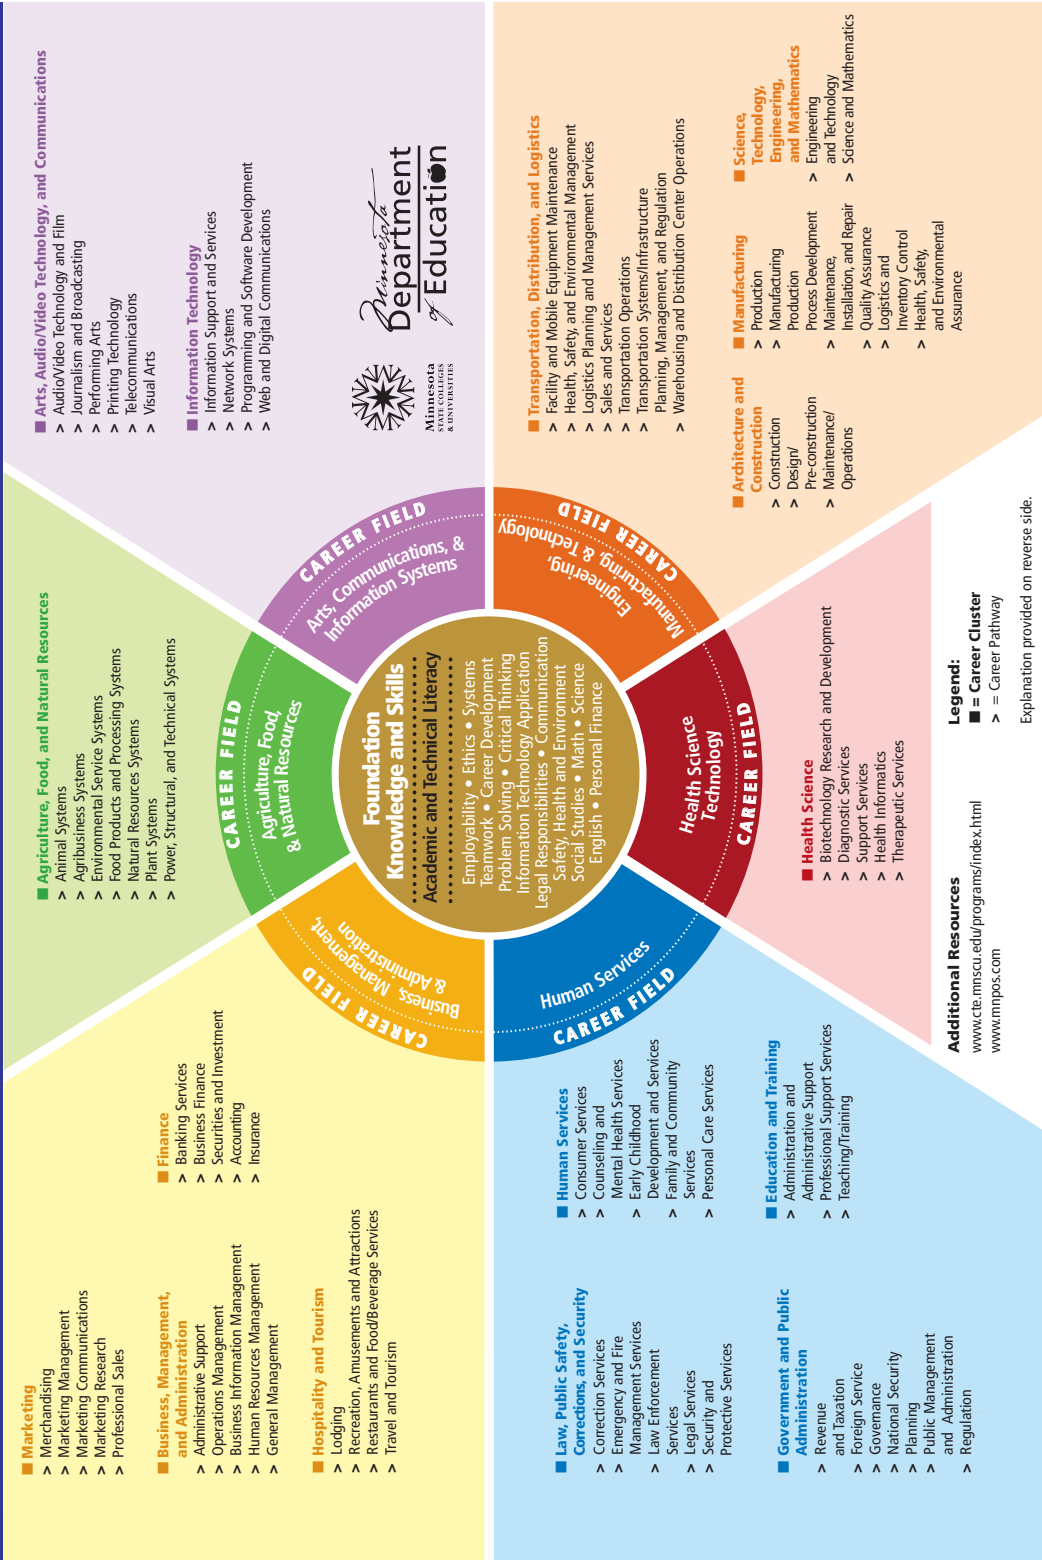 Marketing
> Merchandising
> Marketing Management
> Marketing Communications
> Marketing Research
> Professional Sales
Business, Management,
and Administration
> Administrative Support
> Operations Management
> Business Information Management
> Human Resources Management
> General Management
Hospitality and Tourism
> Lodging
> Recreation, Amusements and Attractions
> Restaurants and Food/Beverage Services
> Travel and Tourism
Finance
> Banking Services
> Business Finance
> Securities and Investment
> Accounting
> Insurance
CAREER FIELD
Business, Management,
& Administration
Agriculture, Food, and Natural Resources
> Animal Systems
> Agribusiness Systems
> Environmental Service Systems
> Food Products and Processing Systems
> Natural Resources Systems
> Plant Systems
> Power, Structural, and Technical Systems
CAREER FIELD
Agriculture, Food,
& Natural Resources
Arts, Audio/Video Technology, and Communications
> Audio/Video Technology and Film
> Journalism and Broadcasting
> Performing Arts
> Printing Technology
> Telecommunications
> Visual Arts
Information Technology
> Information Support and Services
> Network Systems
> Programming and Software Development
> Web and Digital Communications
CAREER FIELD
Arts, Communications, &
Information Systems
Minnesota
STATE COLLEGES
& UNIVERSITIES
Minnesota
Department
of Education
Foundation
Knowledge and Skills
Academic and Technical Literacy
Employability • Ethics • Systems
Teamwork • Career Development
Problem Solving • Critical Thinking
Information Technology Application
Legal Responsibilities • Communication
Safety, Health and Environment
Social Studies • Math • Science
English • Personal Finance
Law, Public Safety,
Corrections, and Security
> Correction Services
> Emergency and Fire
Management Services
> Law Enforcement
Services
> Legal Services
> Security and
Protective Services
Human Services
> Consumer Services
> Counseling and
Mental Health Services
> Early Childhood
Development and Services
> Family and Community
Services
> Personal Care Services
Government and Public
Administration
> Revenue
and Taxation
> Foreign Service
> Governance
> National Security
> Planning
> Public Management
and Administration
> Regulation
Education and Training
> Administration and
Administrative Support
> Professional Support Services
> Teaching/Training
Human Services
CAREER FIELD
Health Science
Technology
CAREER FIELD
Health Science
> Biotechnology Research and Development
> Diagnostic Services
> Support Services
> Health Informatics
> Therapeutic Services
Engineering,
Manufacturing, & Technology
CAREER FIELD
Transportation, Distribution, and Logistics
> Facility and Mobile Equipment Maintenance
> Health, Safety, and Environmental Management
> Logistics Planning and Management Services
> Sales and Services
> Transportation Operations
> Transportation Systems/Infrastructure
Planning, Management, and Regulation
> Warehousing and Distribution Center Operations
Architecture and
Construction
> Construction
> Design/
Pre-construction
> Maintenance/
Operations
Manufacturing
> Production
> Manufacturing
Production
Process Development
> Maintenance,
Installation, and Repair
> Quality Assurance
> Logistics and
Inventory Control
> Health, Safety,
and Environmental
Assurance
Science,
Technology,
Engineering,
and Mathematics
> Engineering
and Technology
> Science and Mathematics
Additional Resources
www.cte.mnscu.edu/programs/index.html
www.mnpos.com
Legend:
= Career Cluster
> = Career Pathway
Explanation provided on reverse side.